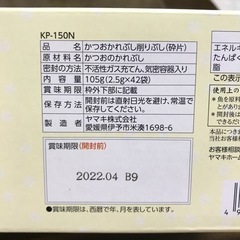 KP-150N
名称 かつおかれぶし削りぶし(砕片)
原材料名 かつおのかれぶし
密封の方法 不活性ガス充てん、気密容器入り
内容量 105g(2.5g×42袋)
賞味期限 枠外下部に記載
保存方法 開封前は直射日光を避け、常温で
保存してください。
製造者 ヤマキ株式会社
愛媛県伊予市米湊1698-6
賞味期限(開封前)
2022.04 B9
●賞味期限は、西暦で年、月を表しています。
エネルギ
たんぱく
脂
この表示